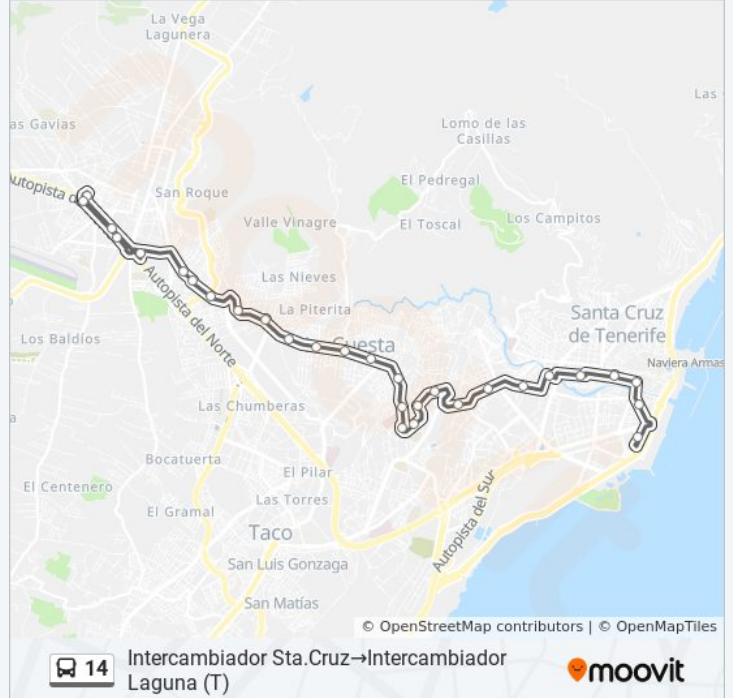 La Vega
Lagunera
Las
as Gavias
Lomo de las
Casillas
Autopista d
San Roque
El Pedregal
Valle Vinagre
El Toscal
Los Campitos
Las Nieves
Autopista del Norte
La Piterita
Santa Cruz
de Tenerife
Los Baldíos
Cuesta
Naviera Armas
a
Las Chumberas
Bocatuerta
El Pilar
El Centenero
Las Torres
El Gramal
Autopista del Sur
Taco
San Luis Gonzaga
San Matías
© OpenStreetMap contributors | © OpenMapTiles
14
Intercambiador Sta.Cruz→Intercambiador
Laguna (T)
moovit